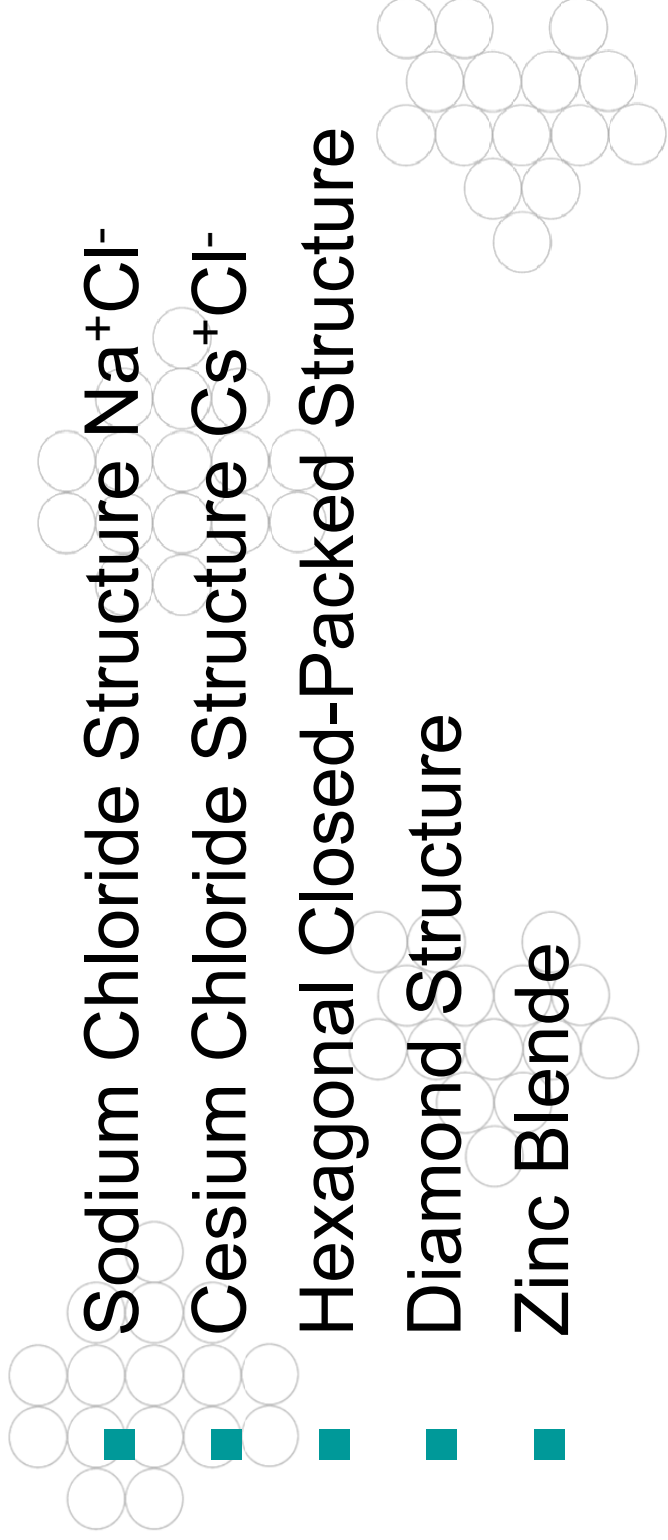 Sodium Chloride Structure Na⁺Cl⁻
Cesium Chloride Structure Cs⁺Cl⁻
Hexagonal Closed-Packed Structure
Diamond Structure
Zinc Blende